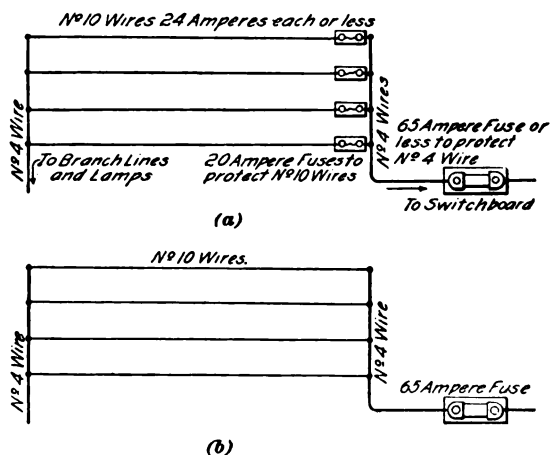 Nº 10 Wires 24 Amperes each or less
Nº 4 Wire
Nº 4 Wires
65 Ampere Fuse or
less to protect
Nº 4 Wire
To Branch Lines
and Lamps
20 Ampere Fuses to
protect Nº 10 Wires
To Switchboard
(a)
Nº 10 Wires.
Nº 4 Wire
Nº 4 Wire
65 Ampere Fuse
(b)